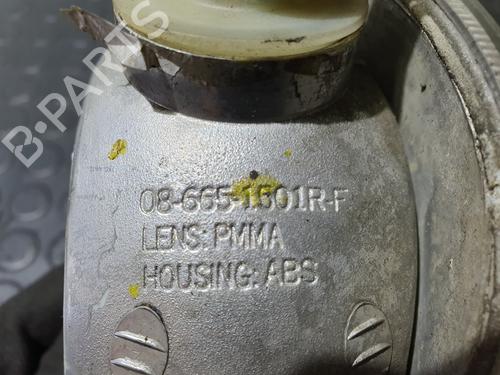 B-PARTS
08-665-1601R-F
LENS: PMMA
HOUSING: ABS